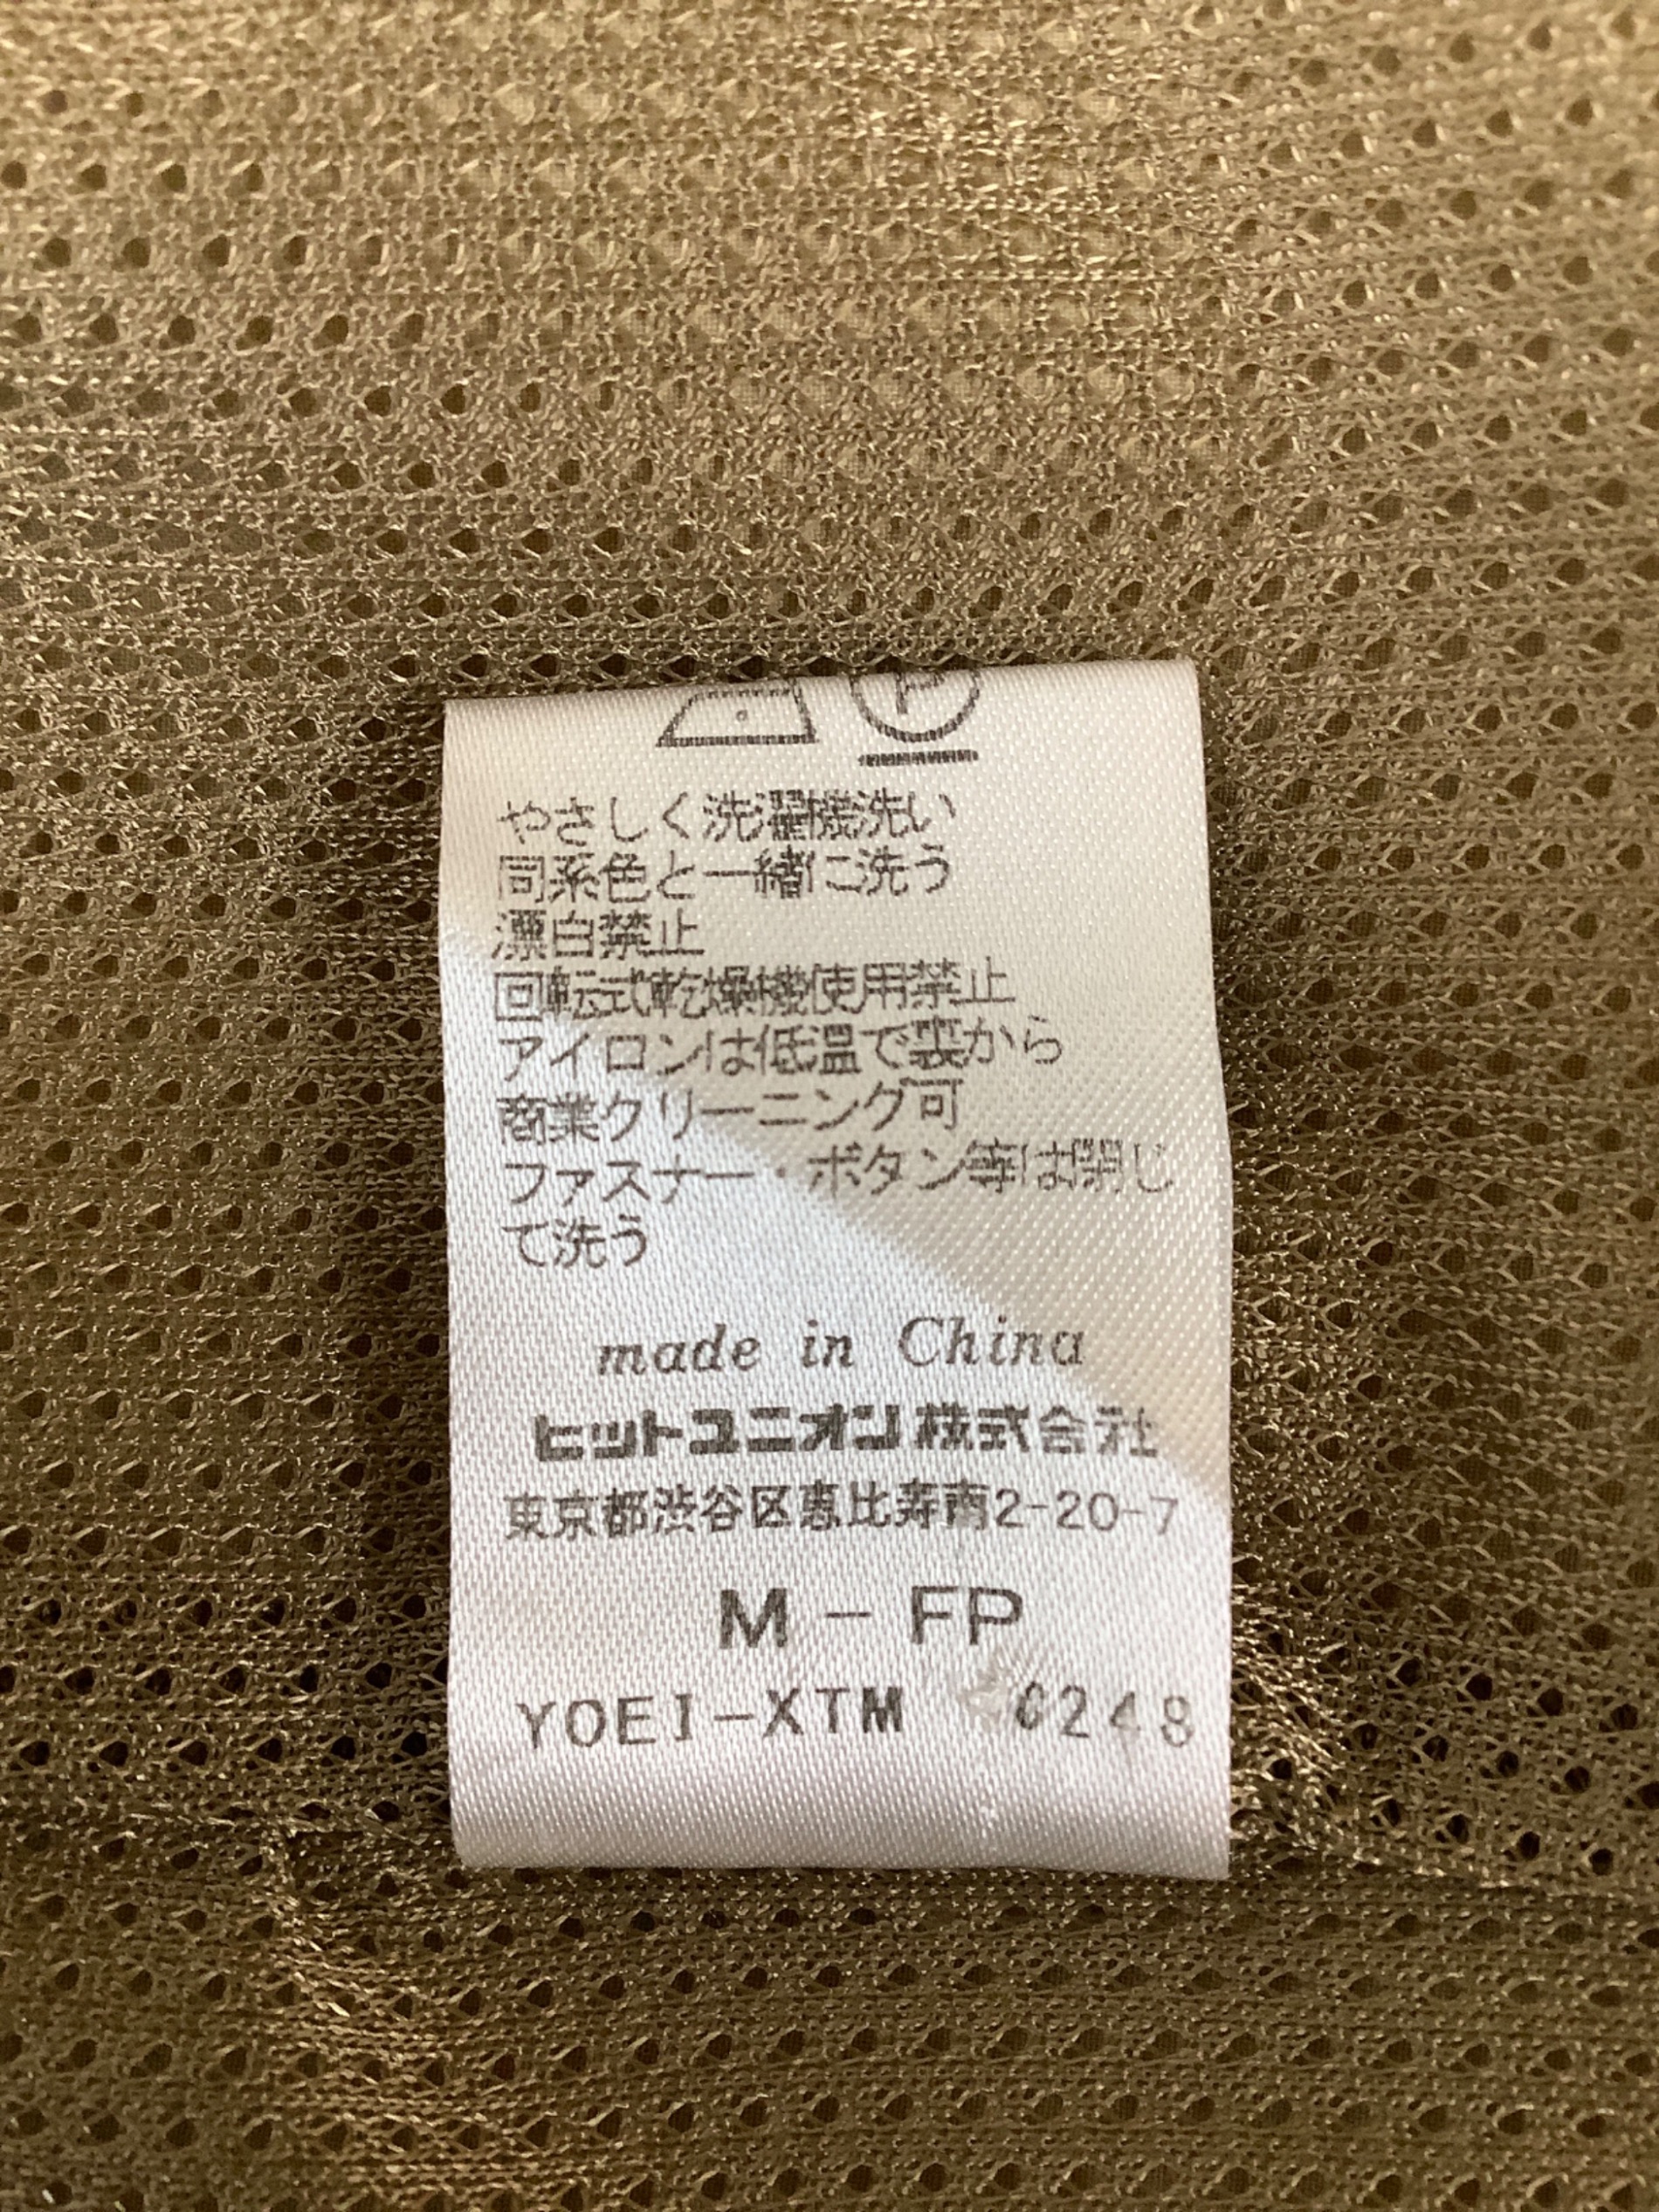 P
やさしく洗濯機洗い
同系色と一緒に洗う
漂白禁止
回転式乾燥機使用禁止
アイロンは低温で裏から
商業クリーニング可
ファスナー・ボタン等は閉じ
て洗う
made in China
ヒットユニオン株式会社
東京都渋谷区恵比寿南2-20-7
M-FP
YOEI-XTM 0248